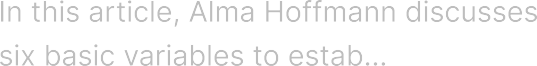 In this article, Alma Hoffmann discusses
six basic variables to estab...